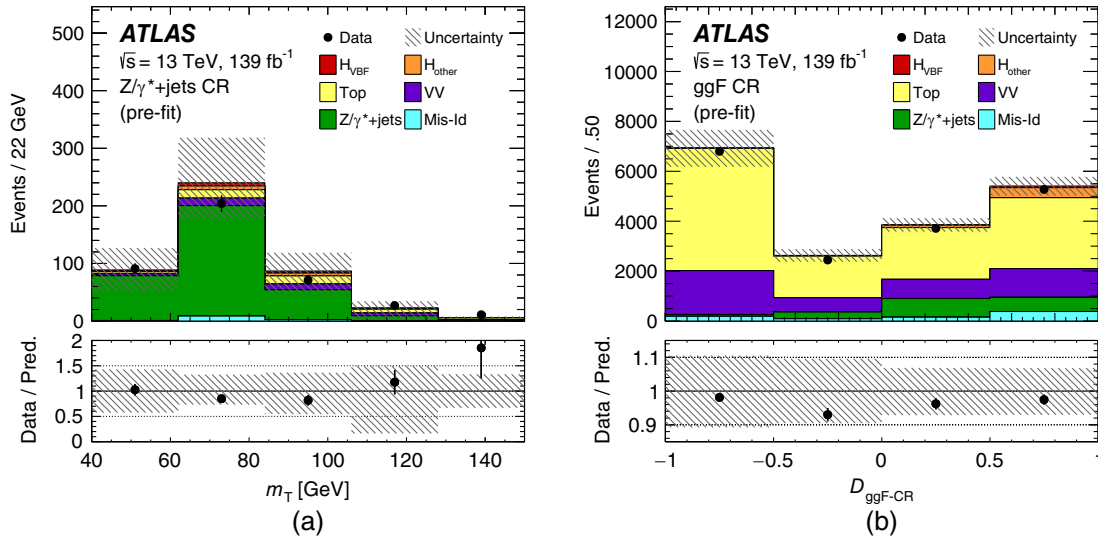 ATLAS
√s = 13 TeV, 139 fb⁻¹
Z/γ*+jets CR
(pre-fit)
Data
Uncertainty
H_VBF
H_other
Top
VV
Z/γ*+jets
Mis-Id
Events / 22 GeV
500
400
300
200
100
0
Data / Pred.
2
1.5
1
0.5
0
40 60 80 100 120 140
m_T [GeV]
(a)
ATLAS
√s = 13 TeV, 139 fb⁻¹
ggF CR
(pre-fit)
Data
Uncertainty
H_VBF
H_other
Top
VV
Z/γ*+jets
Mis-Id
Events / .50
12000
10000
8000
6000
4000
2000
0
Data / Pred.
1.1
1
0.9
−1 −0.5 0 0.5 1
D_ggF-CR
(b)